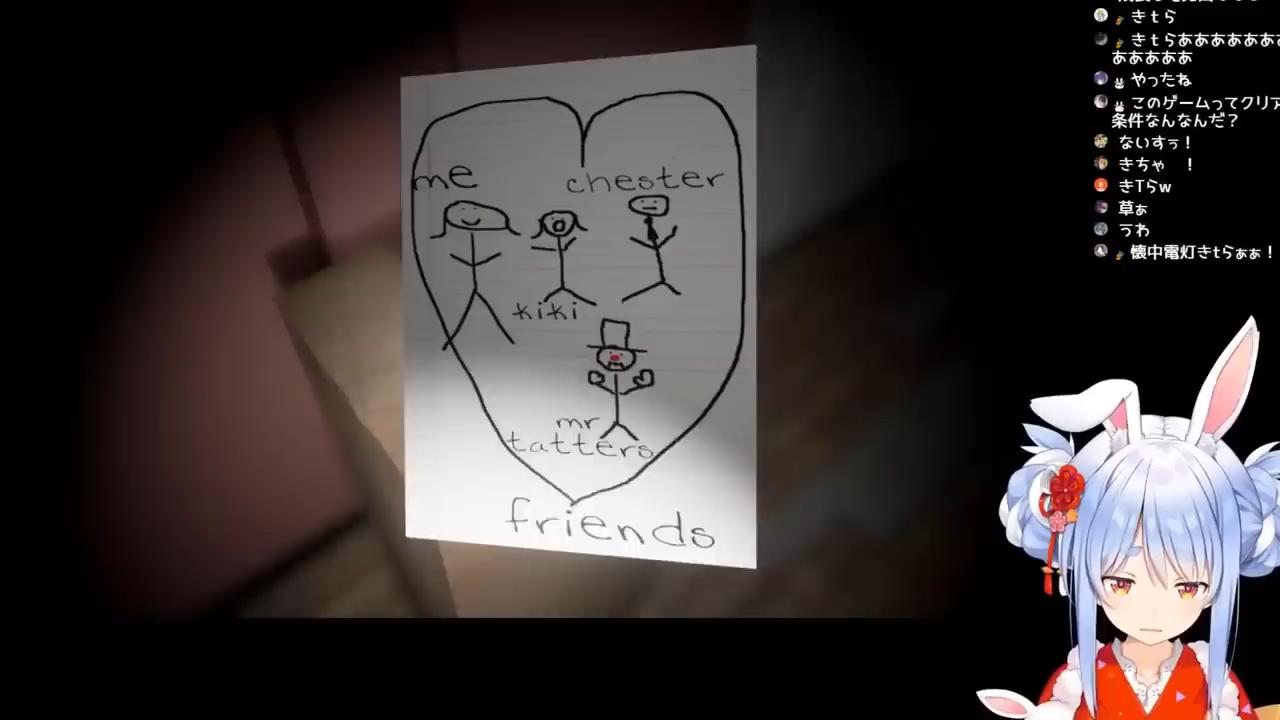 me
chester
kiki
mr
tatters
friends
きtら
きtらあああああああ
あああああ
やったね
このゲームってクリア
条件なんなんだ？
ないすぅ！
きちゃ ！
きTらw
草ぁ
うわ
懐中電灯きtらぁぁ！